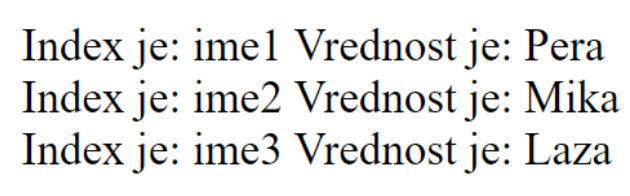 Index je: ime1 Vrednost je: Pera
Index je: ime2 Vrednost je: Mika
Index je: ime3 Vrednost je: Laza